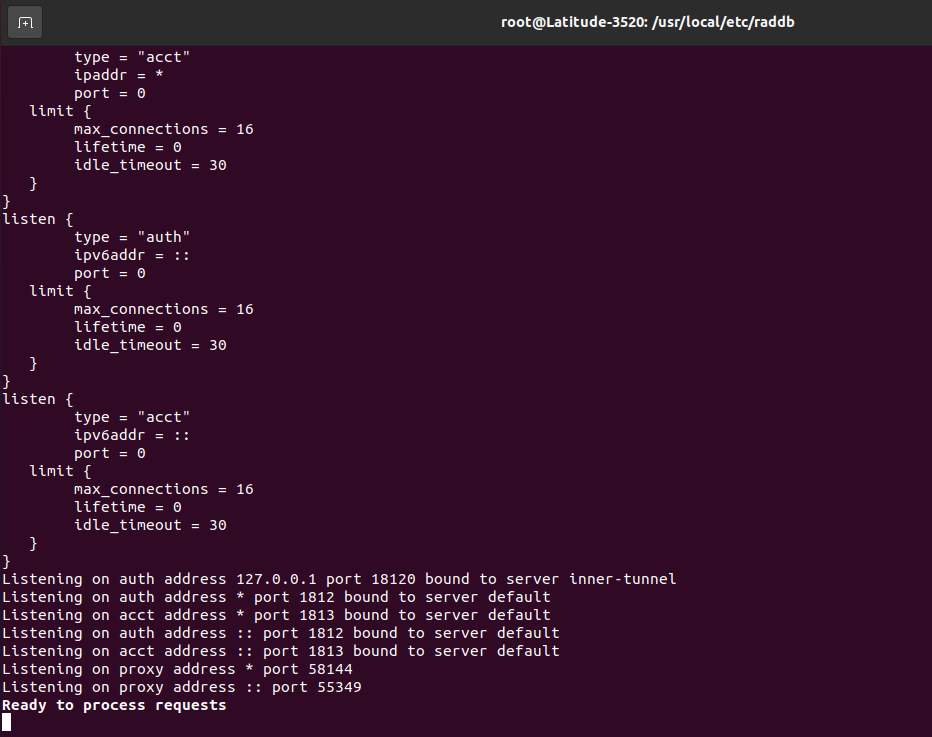 root@Latitude-3520: /usr/local/etc/raddb
type = "acct"
ipaddr = *
port = 0
limit {
max_connections = 16
lifetime = 0
idle_timeout = 30
}
}
listen {
type = "auth"
ipv6addr = ::
port = 0
limit {
max_connections = 16
lifetime = 0
idle_timeout = 30
}
}
listen {
type = "acct"
ipv6addr = ::
port = 0
limit {
max_connections = 16
lifetime = 0
idle_timeout = 30
}
}
Listening on auth address 127.0.0.1 port 18120 bound to server inner-tunnel
Listening on auth address * port 1812 bound to server default
Listening on acct address * port 1813 bound to server default
Listening on auth address :: port 1812 bound to server default
Listening on acct address :: port 1813 bound to server default
Listening on proxy address * port 58144
Listening on proxy address :: port 55349
Ready to process requests